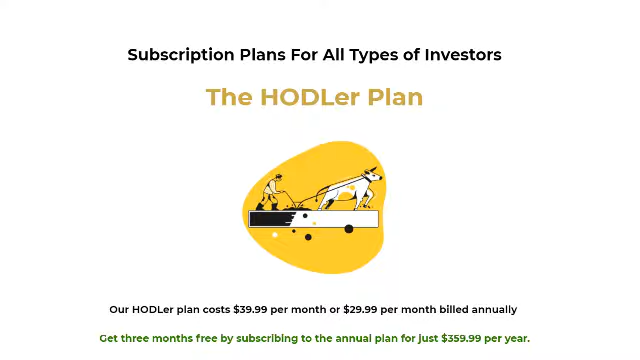 Subscription Plans For All Types of Investors
The HODLer Plan
Our HODLer plan costs $39.99 per month or $29.99 per month billed annually
Get three months free by subscribing to the annual plan for just $359.99 per year.